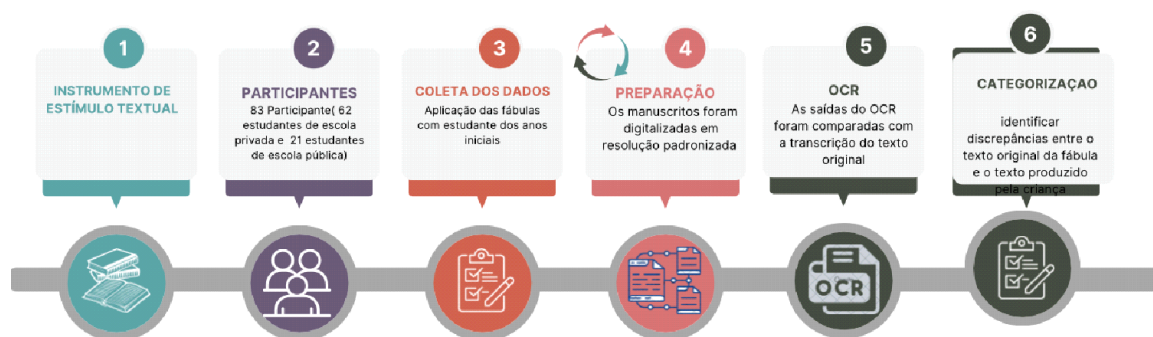 1
INSTRUMENTO DE
ESTÍMULO TEXTUAL
2
PARTICIPANTES
83 Participante( 62
estudantes de escola
privada e 21 estudantes
de escola pública)
3
COLETA DOS DADOS
Aplicação das fábulas
com estudante dos anos
iniciais
4
PREPARAÇÃO
Os manuscritos foram
digitalizadas em
resolução padronizada
5
OCR
As saídas do OCR
foram comparadas com
a transcrição do texto
original
6
CATEGORIZAÇAO
identificar
discrepâncias entre o
texto original da fábula
e o texto produzido
pela criança
OCR